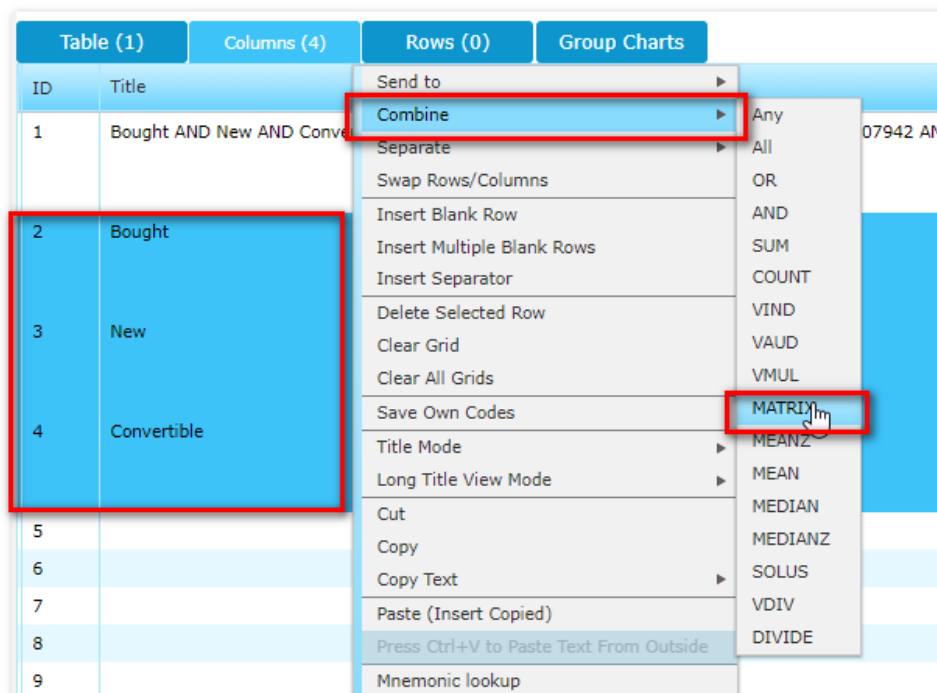 Table (1) Columns (4) Rows (0) Group Charts
ID Title
1 Bought AND New AND Conve 07942 AN
2 Bought
3 New
4 Convertible
5
6
7
8
9
Send to
Combine
Separate
Swap Rows/Columns
Insert Blank Row
Insert Multiple Blank Rows
Insert Separator
Delete Selected Row
Clear Grid
Clear All Grids
Save Own Codes
Title Mode
Long Title View Mode
Cut
Copy
Copy Text
Paste (Insert Copied)
Press Ctrl+V to Paste Text From Outside
Mnemonic lookup
Any
All
OR
AND
SUM
COUNT
VIND
VAUD
VMUL
MATRIX
MEANZ
MEAN
MEDIAN
MEDIANZ
SOLUS
VDIV
DIVIDE